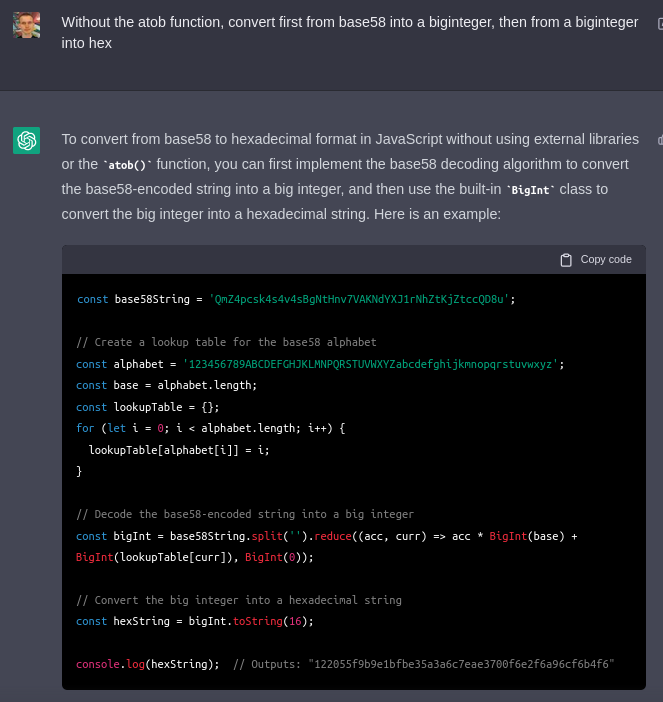 Without the atob function, convert first from base58 into a biginteger, then from a biginteger
into hex
To convert from base58 to hexadecimal format in JavaScript without using external libraries
or the `atob()` function, you can first implement the base58 decoding algorithm to convert
the base58-encoded string into a big integer, and then use the built-in `BigInt` class to
convert the big integer into a hexadecimal string. Here is an example:
Copy code
const base58String = 'QmZ4pcsk4s4v4sBgNtHnv7VAKNdYXJ1rNhZtKjZtccQD8u';
// Create a lookup table for the base58 alphabet
const alphabet = '123456789ABCDEFGHJKLMNPQRSTUVWXYZabcdefghijkmnopqrstuvwxyz';
const base = alphabet.length;
const lookupTable = {};
for (let i = 0; i < alphabet.length; i++) {
  lookupTable[alphabet[i]] = i;
}
// Decode the base58-encoded string into a big integer
const bigInt = base58String.split('').reduce((acc, curr) => acc * BigInt(base) +
BigInt(lookupTable[curr]), BigInt(0));
// Convert the big integer into a hexadecimal string
const hexString = bigInt.toString(16);
console.log(hexString);  // Outputs: "122055f9b9e1bfbe35a3a6c7eae3700f6e2f6a96cf6b4f6"